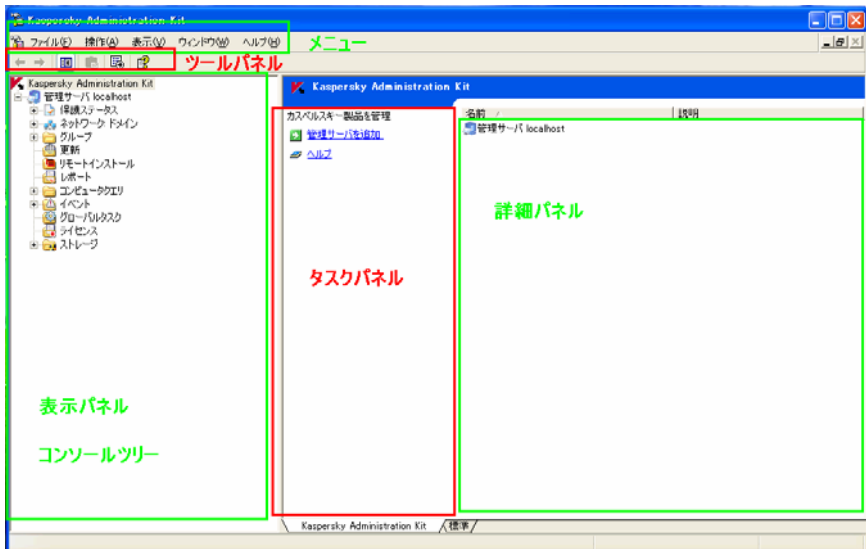 Kaspersky Administration Kit
ファイル(F) 操作(A) 表示(V) ウィンドウ(W) ヘルプ(H)
メニュー
ツールパネル
Kaspersky Administration Kit
管理サーバ localhost
保護ステータス
ネットワーク ドメイン
グループ
更新
リモートインストール
レポート
コンピュータクエリ
イベント
グローバルタスク
ライセンス
ストレージ
表示パネル
コンソールツリー
Kaspersky Administration Kit
カスペルスキー製品を管理
管理サーバを追加
ヘルプ
タスクパネル
名前 説明
管理サーバ localhost
詳細パネル
Kaspersky Administration Kit 標準